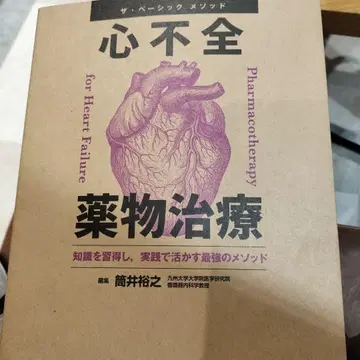 ザ・ベーシック メソッド
心不全
Pharmacotherapy
for Heart Failure
薬物治療
知識を習得し，実践で活かす最強のメソッド
編集 筒井裕之 九州大学大学院医学研究院
循環器内科学教授